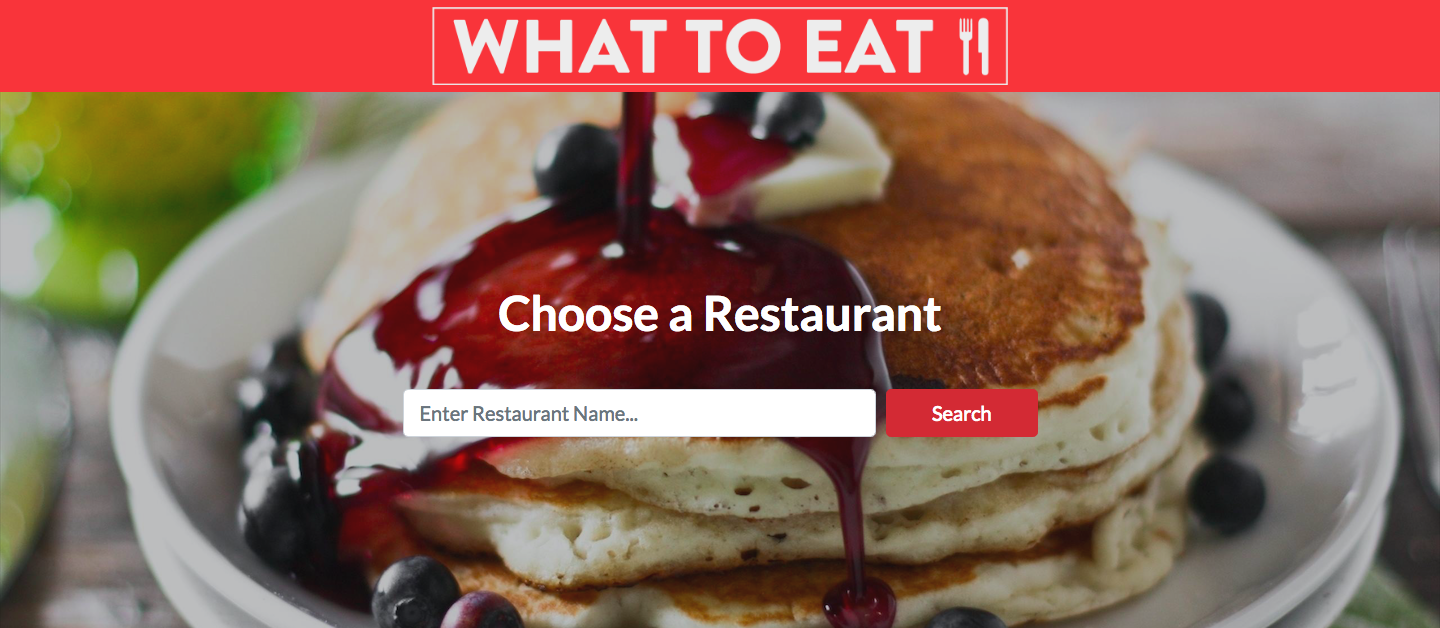 WHAT TO EAT
Choose a Restaurant
Enter Restaurant Name...
Search